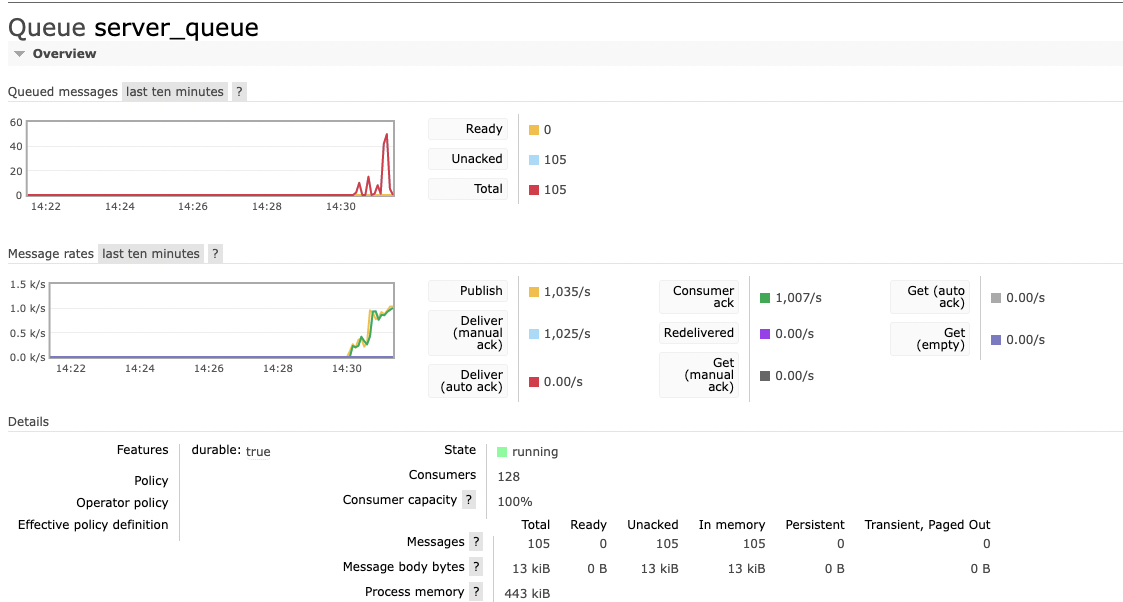 Queue server_queue
Overview
Queued messages last ten minutes ?
60
40
20
0
14:22 14:24 14:26 14:28 14:30
Ready 0
Unacked 105
Total 105
Message rates last ten minutes ?
1.5 k/s
1.0 k/s
0.5 k/s
0.0 k/s
14:22 14:24 14:26 14:28 14:30
Publish 1,035/s
Deliver
(manual
ack) 1,025/s
Deliver
(auto ack) 0.00/s
Consumer
ack 1,007/s
Redelivered 0.00/s
Get
(manual
ack) 0.00/s
Get (auto
ack) 0.00/s
Get
(empty) 0.00/s
Details
Features durable: true
Policy
Operator policy
Effective policy definition
State running
Consumers 128
Consumer capacity ? 100%
Total Ready Unacked In memory Persistent Transient, Paged Out
Messages ? 105 0 105 105 0 0
Message body bytes ? 13 kiB 0 B 13 kiB 13 kiB 0 B 0 B
Process memory ? 443 kiB